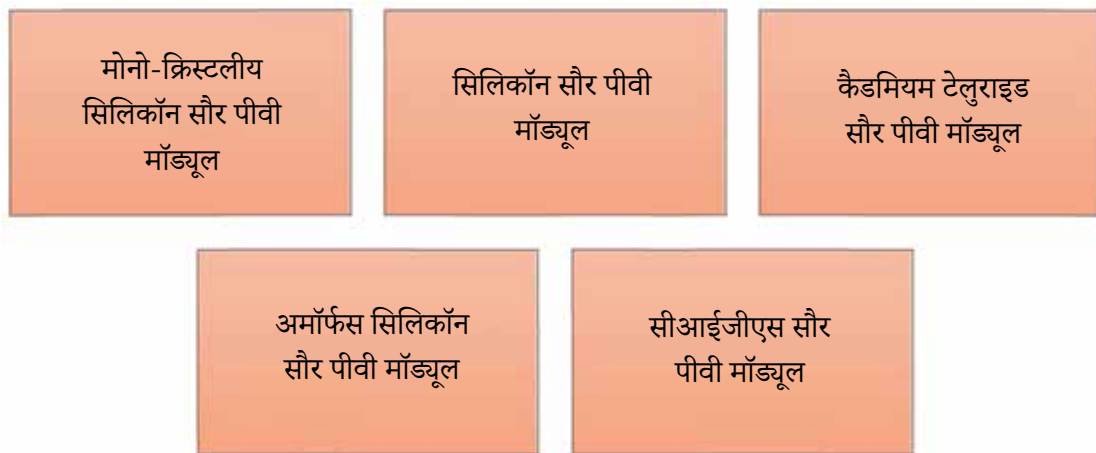 मोनो-क्रिस्टलीय
सिलिकॉन सौर पीवी
मॉड्यूल
सिलिकॉन सौर पीवी
मॉड्यूल
कैडमियम टेलुराइड
सौर पीवी मॉड्यूल
अमॉर्फस सिलिकॉन
सौर पीवी मॉड्यूल
सीआईजीएस सौर
पीवी मॉड्यूल